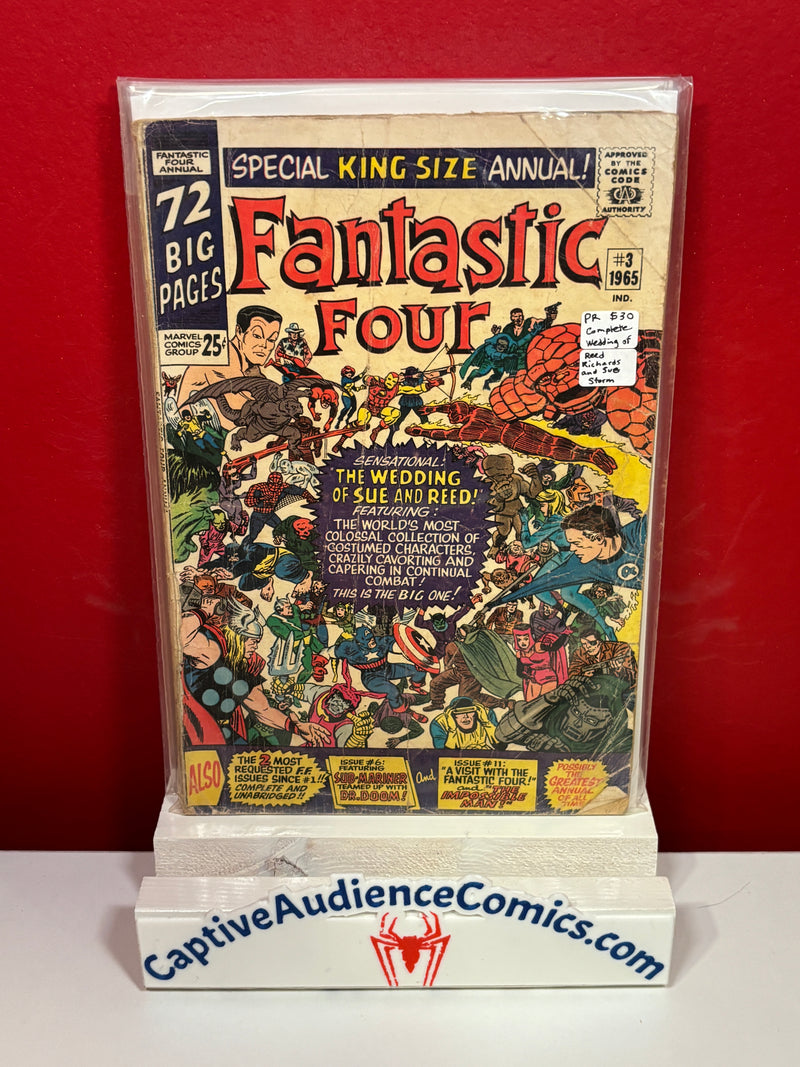 FANTASTIC
FOUR
ANNUAL
72
BIG
PAGES
MARVEL
COMICS
GROUP
25¢
SPECIAL KING SIZE ANNUAL!
APPROVED
BY THE
COMICS
CODE
CA
AUTHORITY
Fantastic
Four
#3
1965
IND.
PR $30
Complete
Wedding of
Reed
Richards
and Sue
Storm
SENSATIONAL:
THE WEDDING
OF SUE AND REED!
FEATURING:
THE WORLD'S MOST
COLOSSAL COLLECTION OF
COSTUMED CHARACTERS,
CRAZILY CAVORTING AND
CAPERING IN CONTINUAL
COMBAT!
THIS IS THE BIG ONE!
ALSO
THE 2 MOST
REQUESTED F.F.
ISSUES SINCE #1!!
COMPLETE AND
UNABRIDGED!!
ISSUE #6:
FEATURING
SUB-MARINER
TEAMED UP WITH
DR. DOOM!
And
ISSUE #11:
"A VISIT WITH THE
FANTASTIC FOUR!"
and "THE
IMPOSSIBLE
MAN!"
POSSIBLY
THE
GREATEST
ANNUAL
OF ALL
TIME!
CaptiveAudienceComics.com